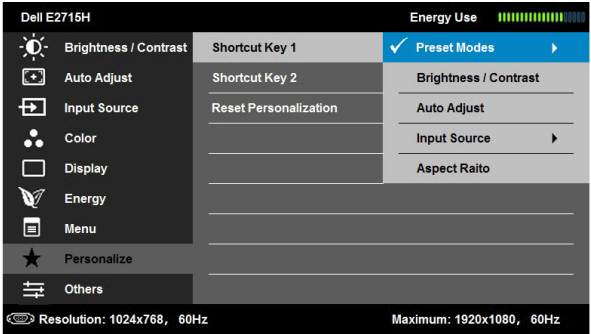 Dell E2715H Energy Use
Brightness / Contrast Shortcut Key 1 Preset Modes
Auto Adjust Shortcut Key 2 Brightness / Contrast
Input Source Reset Personalization Auto Adjust
Color Input Source
Display Aspect Raito
Energy
Menu
Personalize
Others
Resolution: 1024x768, 60Hz Maximum: 1920x1080, 60Hz